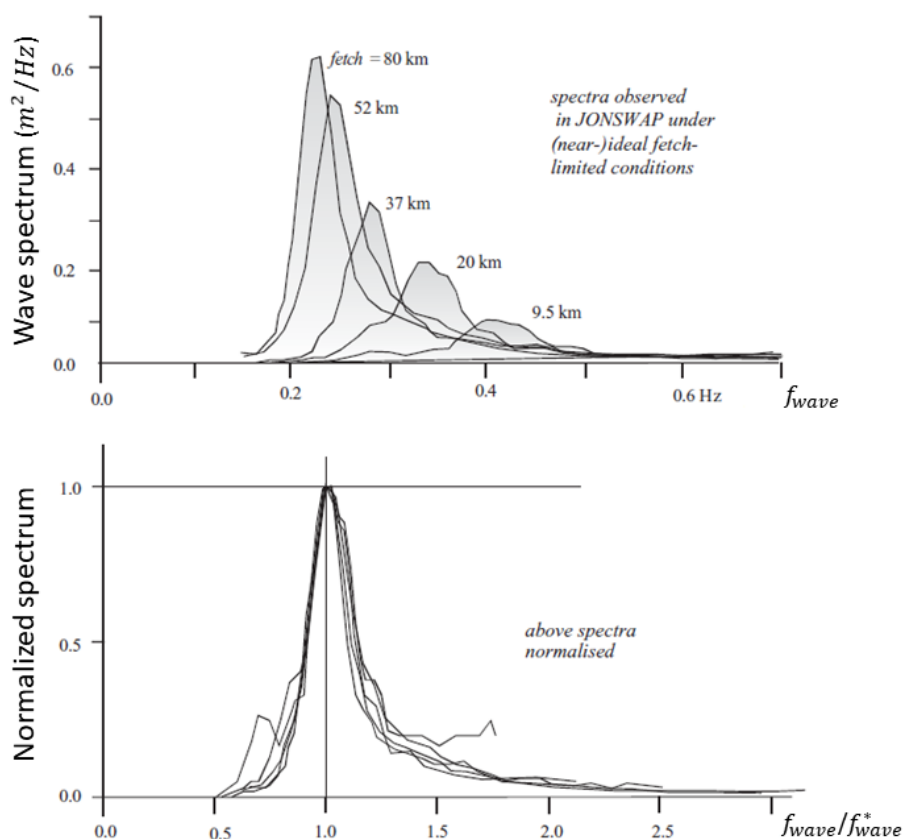 Wave spectrum (m²/Hz)
0.6
0.4
0.2
0.0
fetch = 80 km
52 km
37 km
20 km
9.5 km
spectra observed
in JONSWAP under
(near-)ideal fetch-
limited conditions
0.0
0.2
0.4
0.6 Hz
f_wave
Normalized spectrum
1.0
0.5
0.0
above spectra
normalised
0.0
0.5
1.0
1.5
2.0
2.5
f_wave/f*_wave